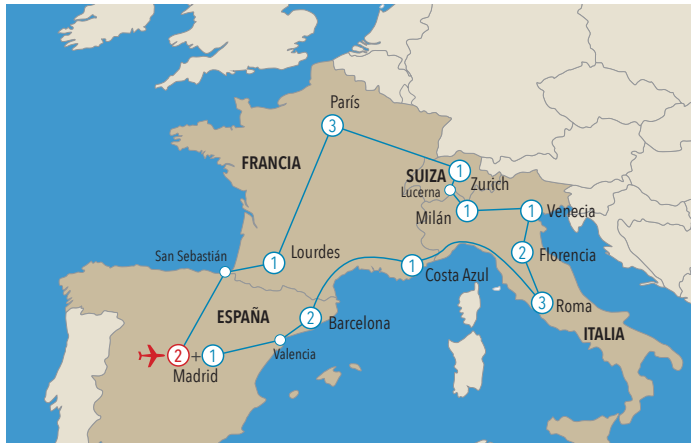 París
3
FRANCIA
SUIZA
1
Zurich
Lucerna
Milán
1
1
Venecia
San Sebastián
1
Lourdes
1
Costa Azul
2
Florencia
3
Roma
ITALIA
ESPAÑA
2
Barcelona
Valencia
2 + 1
Madrid